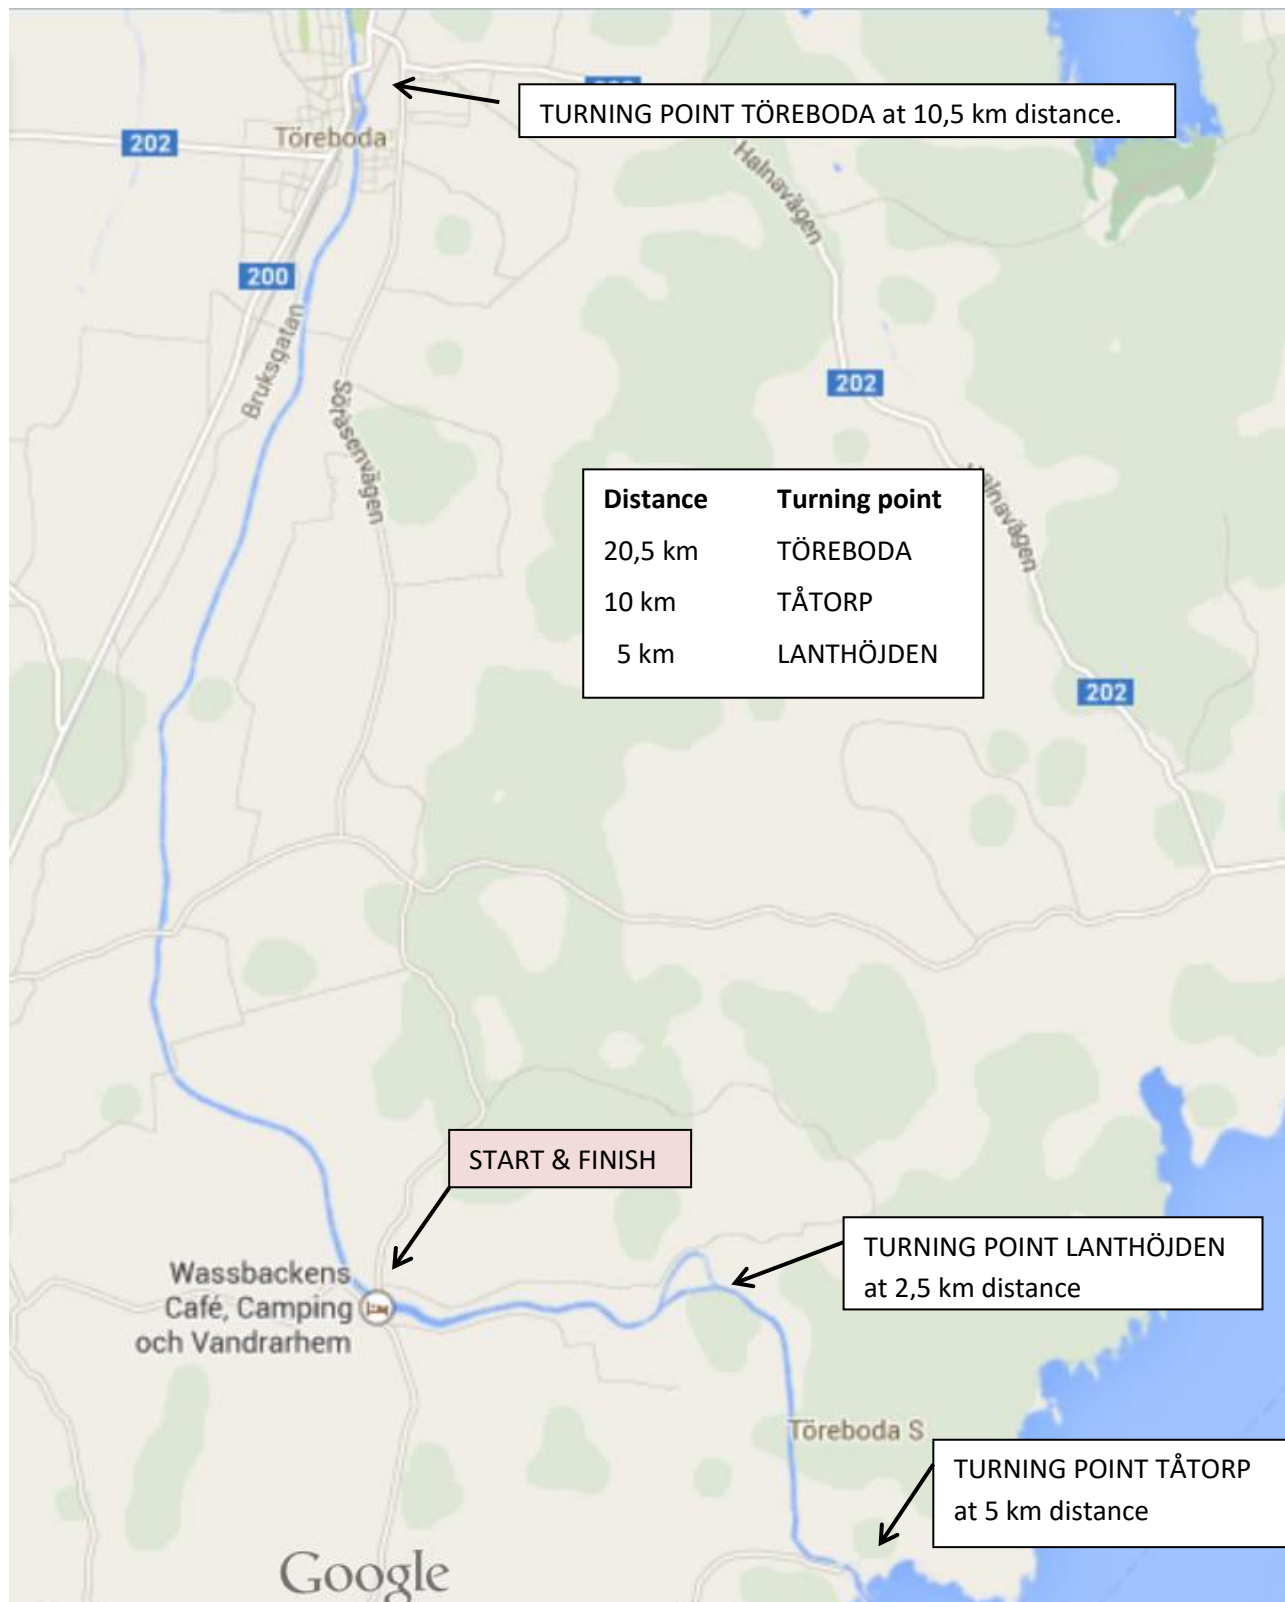 TURNING POINT TÖREBODA at 10,5 km distance.
202
Töreboda
Halnavägen
200
Bruksgatan
202
Söråsenvägen
Distance Turning point
20,5 km TÖREBODA
10 km TÅTORP
5 km LANTHÖJDEN
Halnavägen
202
START & FINISH
TURNING POINT LANTHÖJDEN
at 2,5 km distance
Wassbackens
Café, Camping
och Vandrarhem
Töreboda S
TURNING POINT TÅTORP
at 5 km distance
Google